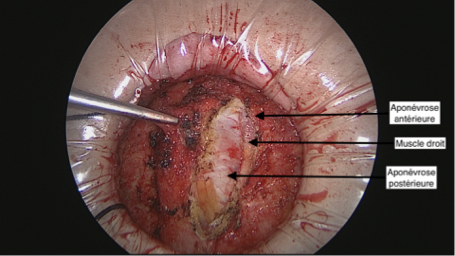 Aponévrose
antérieure
Muscle droit
Aponévrose
postérieure